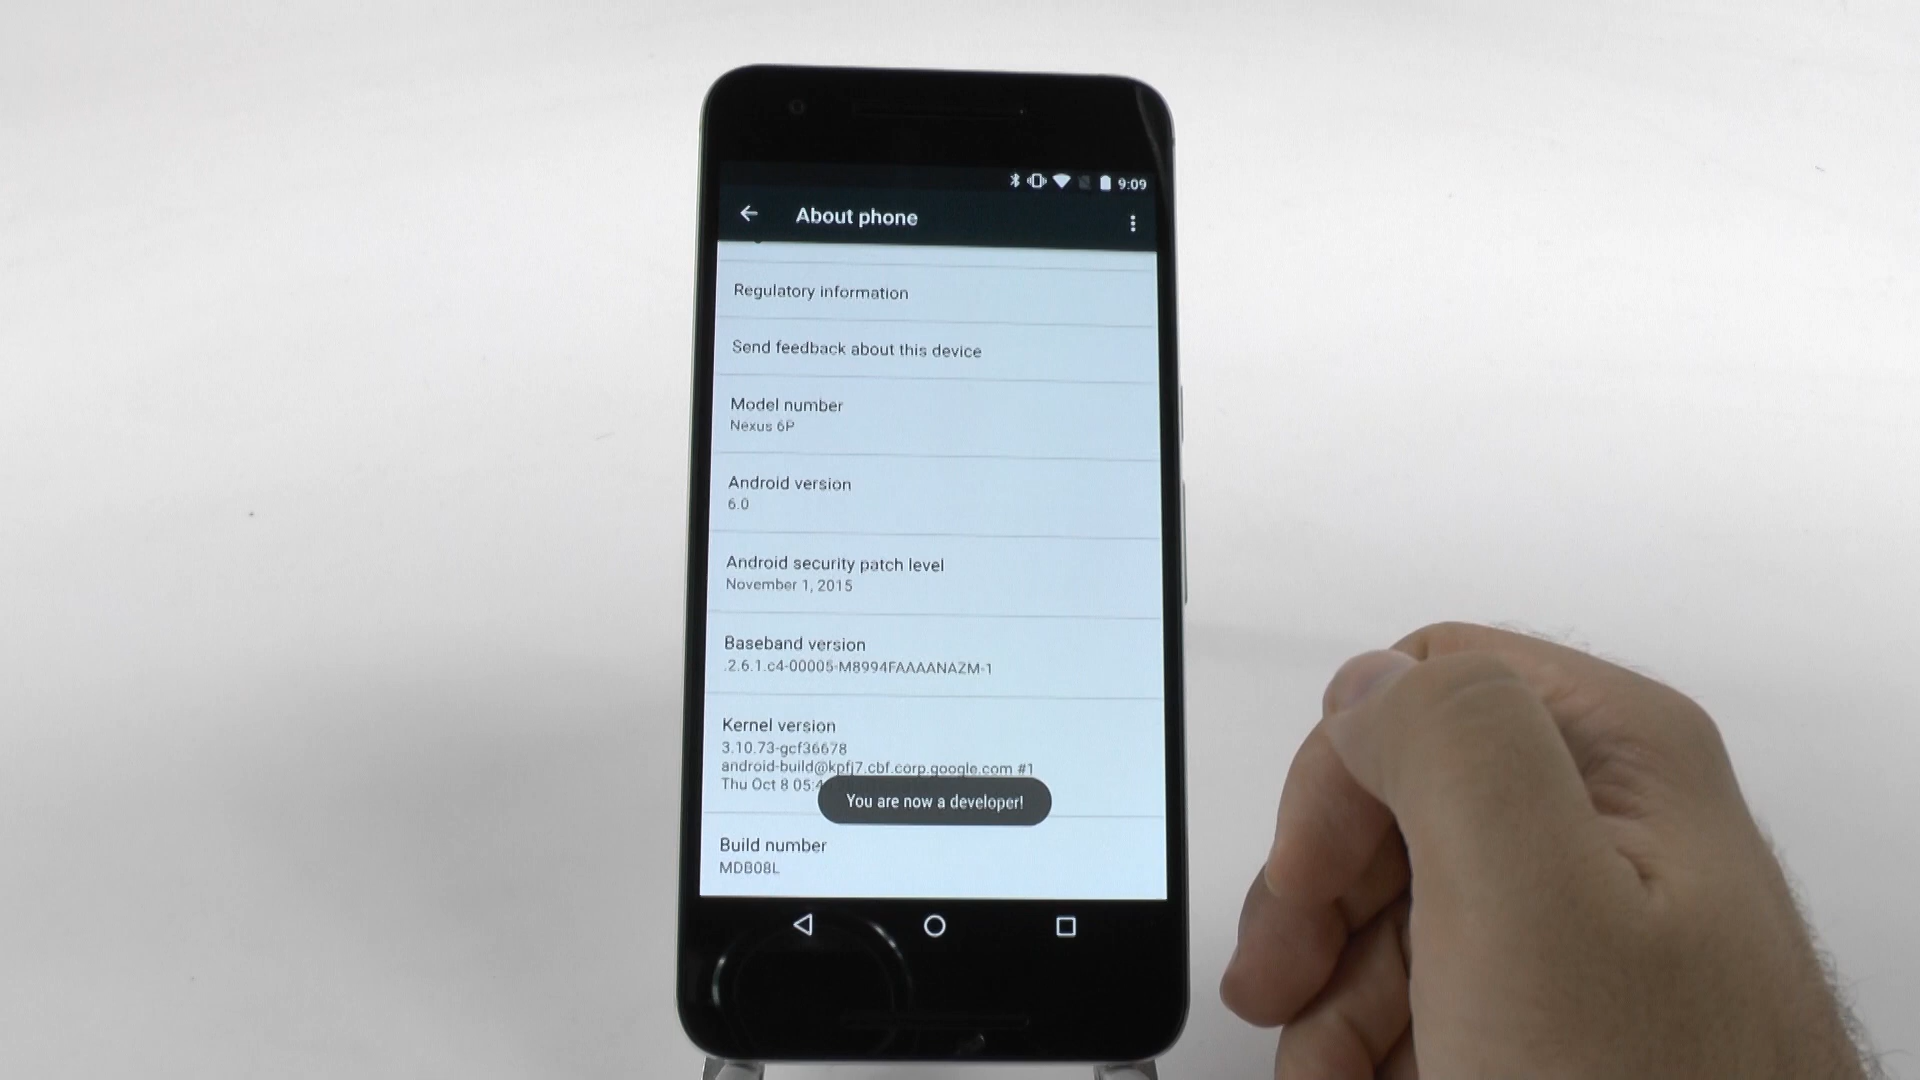 9:09
About phone
Regulatory information
Send feedback about this device
Model number
Nexus 6P
Android version
6.0
Android security patch level
November 1, 2015
Baseband version
.2.6.1.c4-00005-M8994FAAAANAZM-1
Kernel version
3.10.73-gcf36678
android-build@kpfj7.cbf.corp.google.com #1
Thu Oct 8 05:4
You are now a developer!
Build number
MDB08L